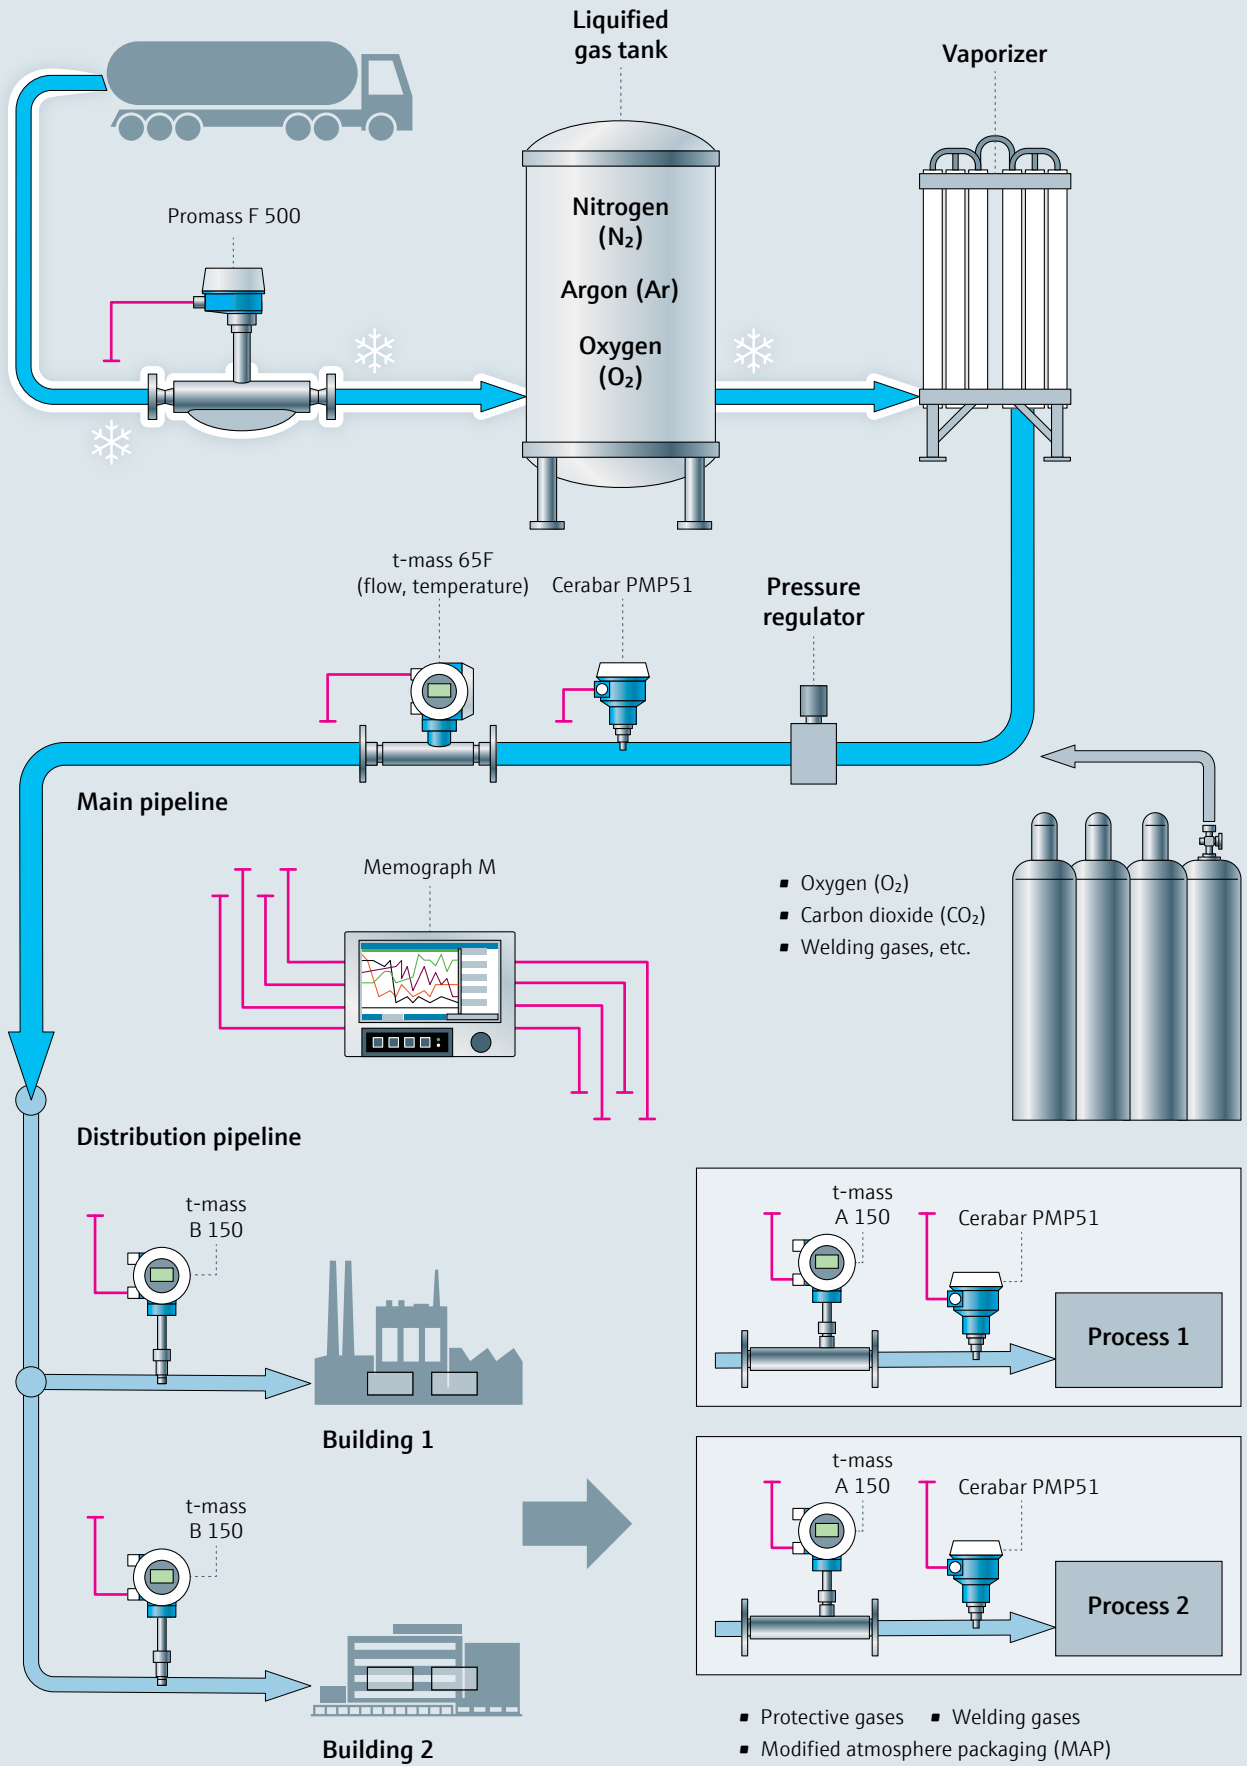 Liquified
gas tank
Vaporizer
Promass F 500
Nitrogen
(N₂)
Argon (Ar)
Oxygen
(O₂)
t-mass 65F
(flow, temperature)
Cerabar PMP51
Pressure
regulator
Main pipeline
Memograph M
▪ Oxygen (O₂)
▪ Carbon dioxide (CO₂)
▪ Welding gases, etc.
Distribution pipeline
t-mass
B 150
Building 1
t-mass
B 150
Building 2
t-mass
A 150
Cerabar PMP51
Process 1
t-mass
A 150
Cerabar PMP51
Process 2
▪ Protective gases ▪ Welding gases
▪ Modified atmosphere packaging (MAP)